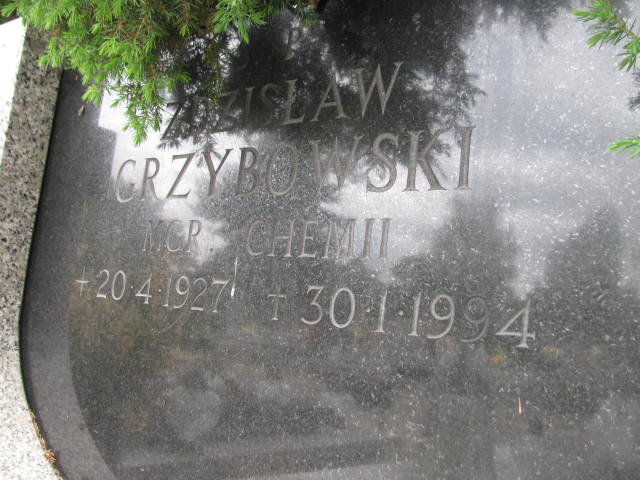 P
ZDZISŁAW
GRZYBOWSKI
MGR. CHEMII
+ 20·4·1927 + 30·1·1994